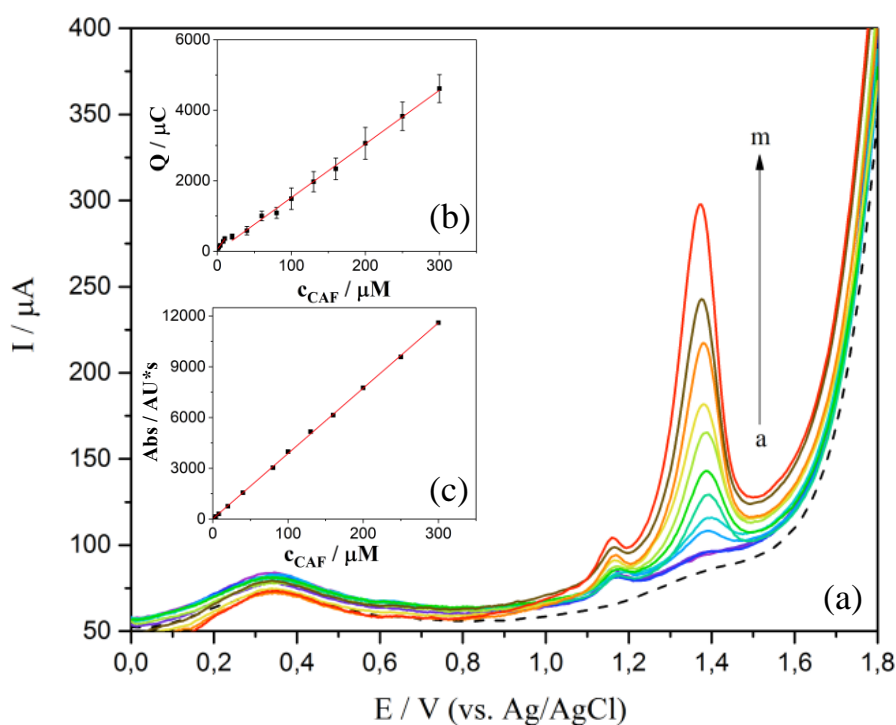 400
350
300
250
200
150
100
50
I / µA
0,0 0,2 0,4 0,6 0,8 1,0 1,2 1,4 1,6 1,8
E / V (vs. Ag/AgCl)
m
a
(a)
6000
4000
2000
0
Q / µC
0 100 200 300
c_CAF / µM
(b)
12000
9000
6000
3000
0
Abs / AU*s
0 100 200 300
c_CAF / µM
(c)